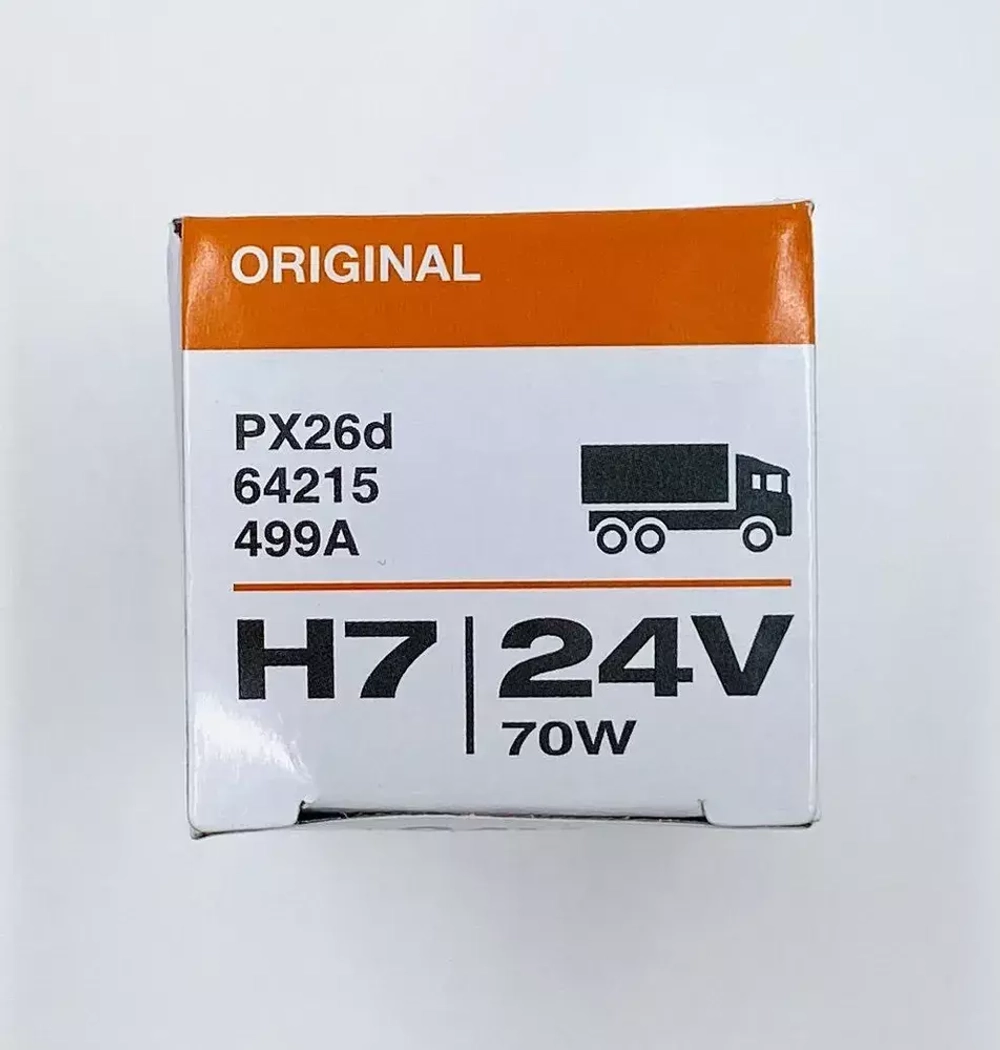 ORIGINAL
PX26d
64215
499A
H7 24V
70W